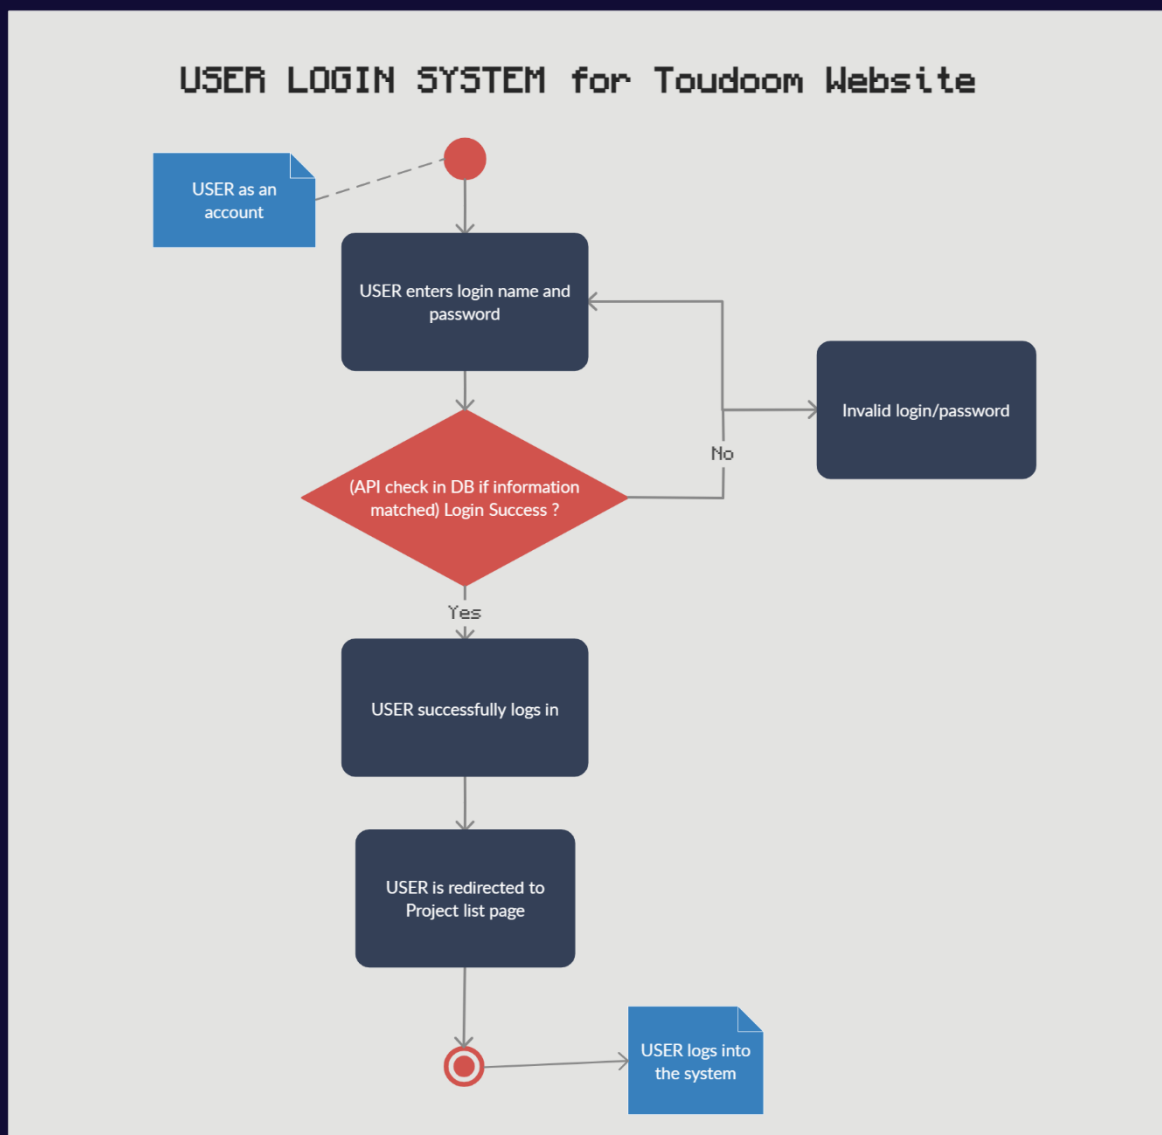 USER LOGIN SYSTEM for Toudoom Website
USER as an
account
USER enters login name and
password
Invalid login/password
No
(API check in DB if information
matched) Login Success ?
Yes
USER successfully logs in
USER is redirected to
Project list page
USER logs into
the system